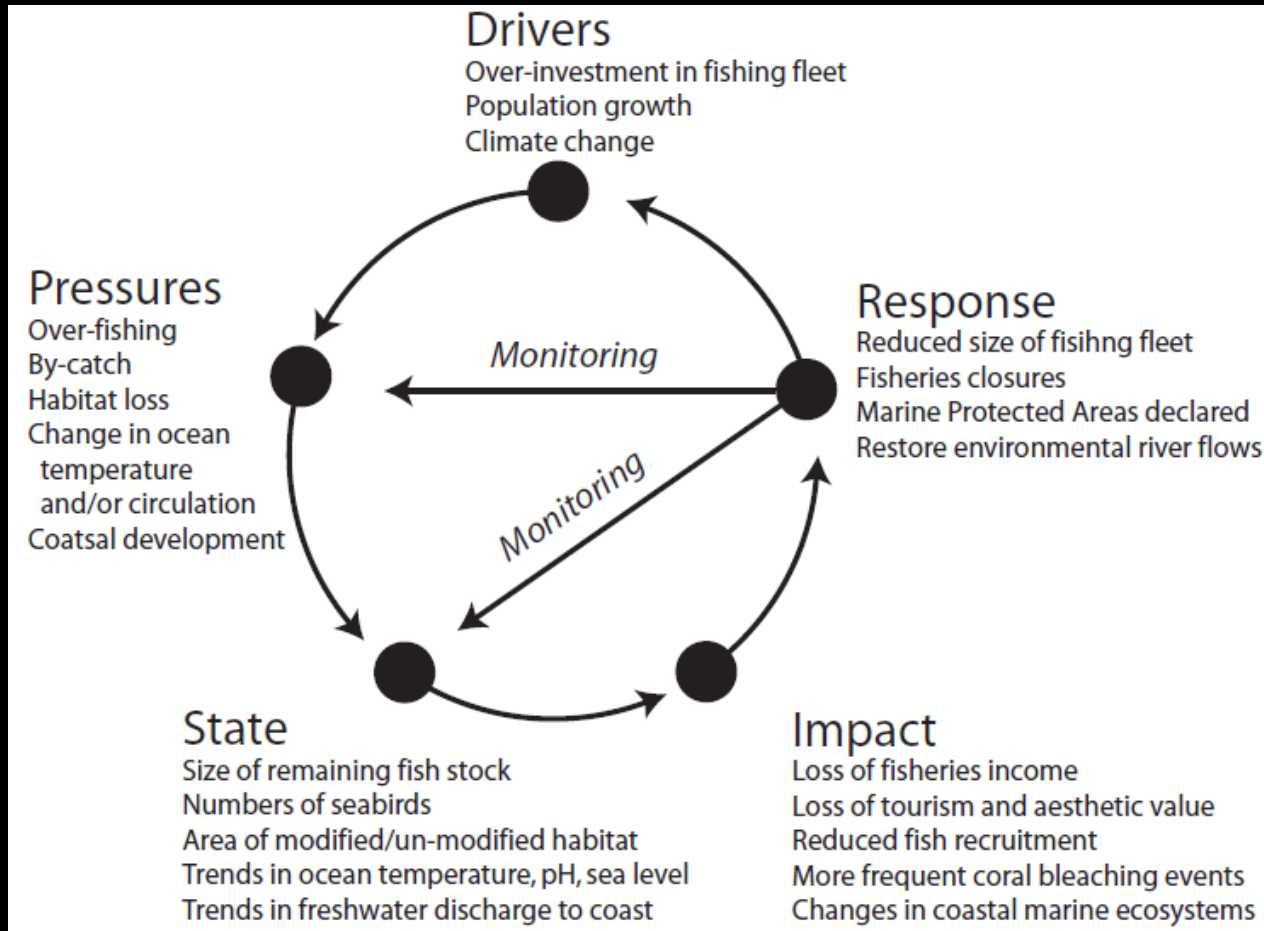 Drivers
Over-investment in fishing fleet
Population growth
Climate change
Pressures
Over-fishing
By-catch
Habitat loss
Change in ocean
temperature
and/or circulation
Coatsal development
Monitoring
Monitoring
Response
Reduced size of fisihng fleet
Fisheries closures
Marine Protected Areas declared
Restore environmental river flows
State
Size of remaining fish stock
Numbers of seabirds
Area of modified/un-modified habitat
Trends in ocean temperature, pH, sea level
Trends in freshwater discharge to coast
Impact
Loss of fisheries income
Loss of tourism and aesthetic value
Reduced fish recruitment
More frequent coral bleaching events
Changes in coastal marine ecosystems